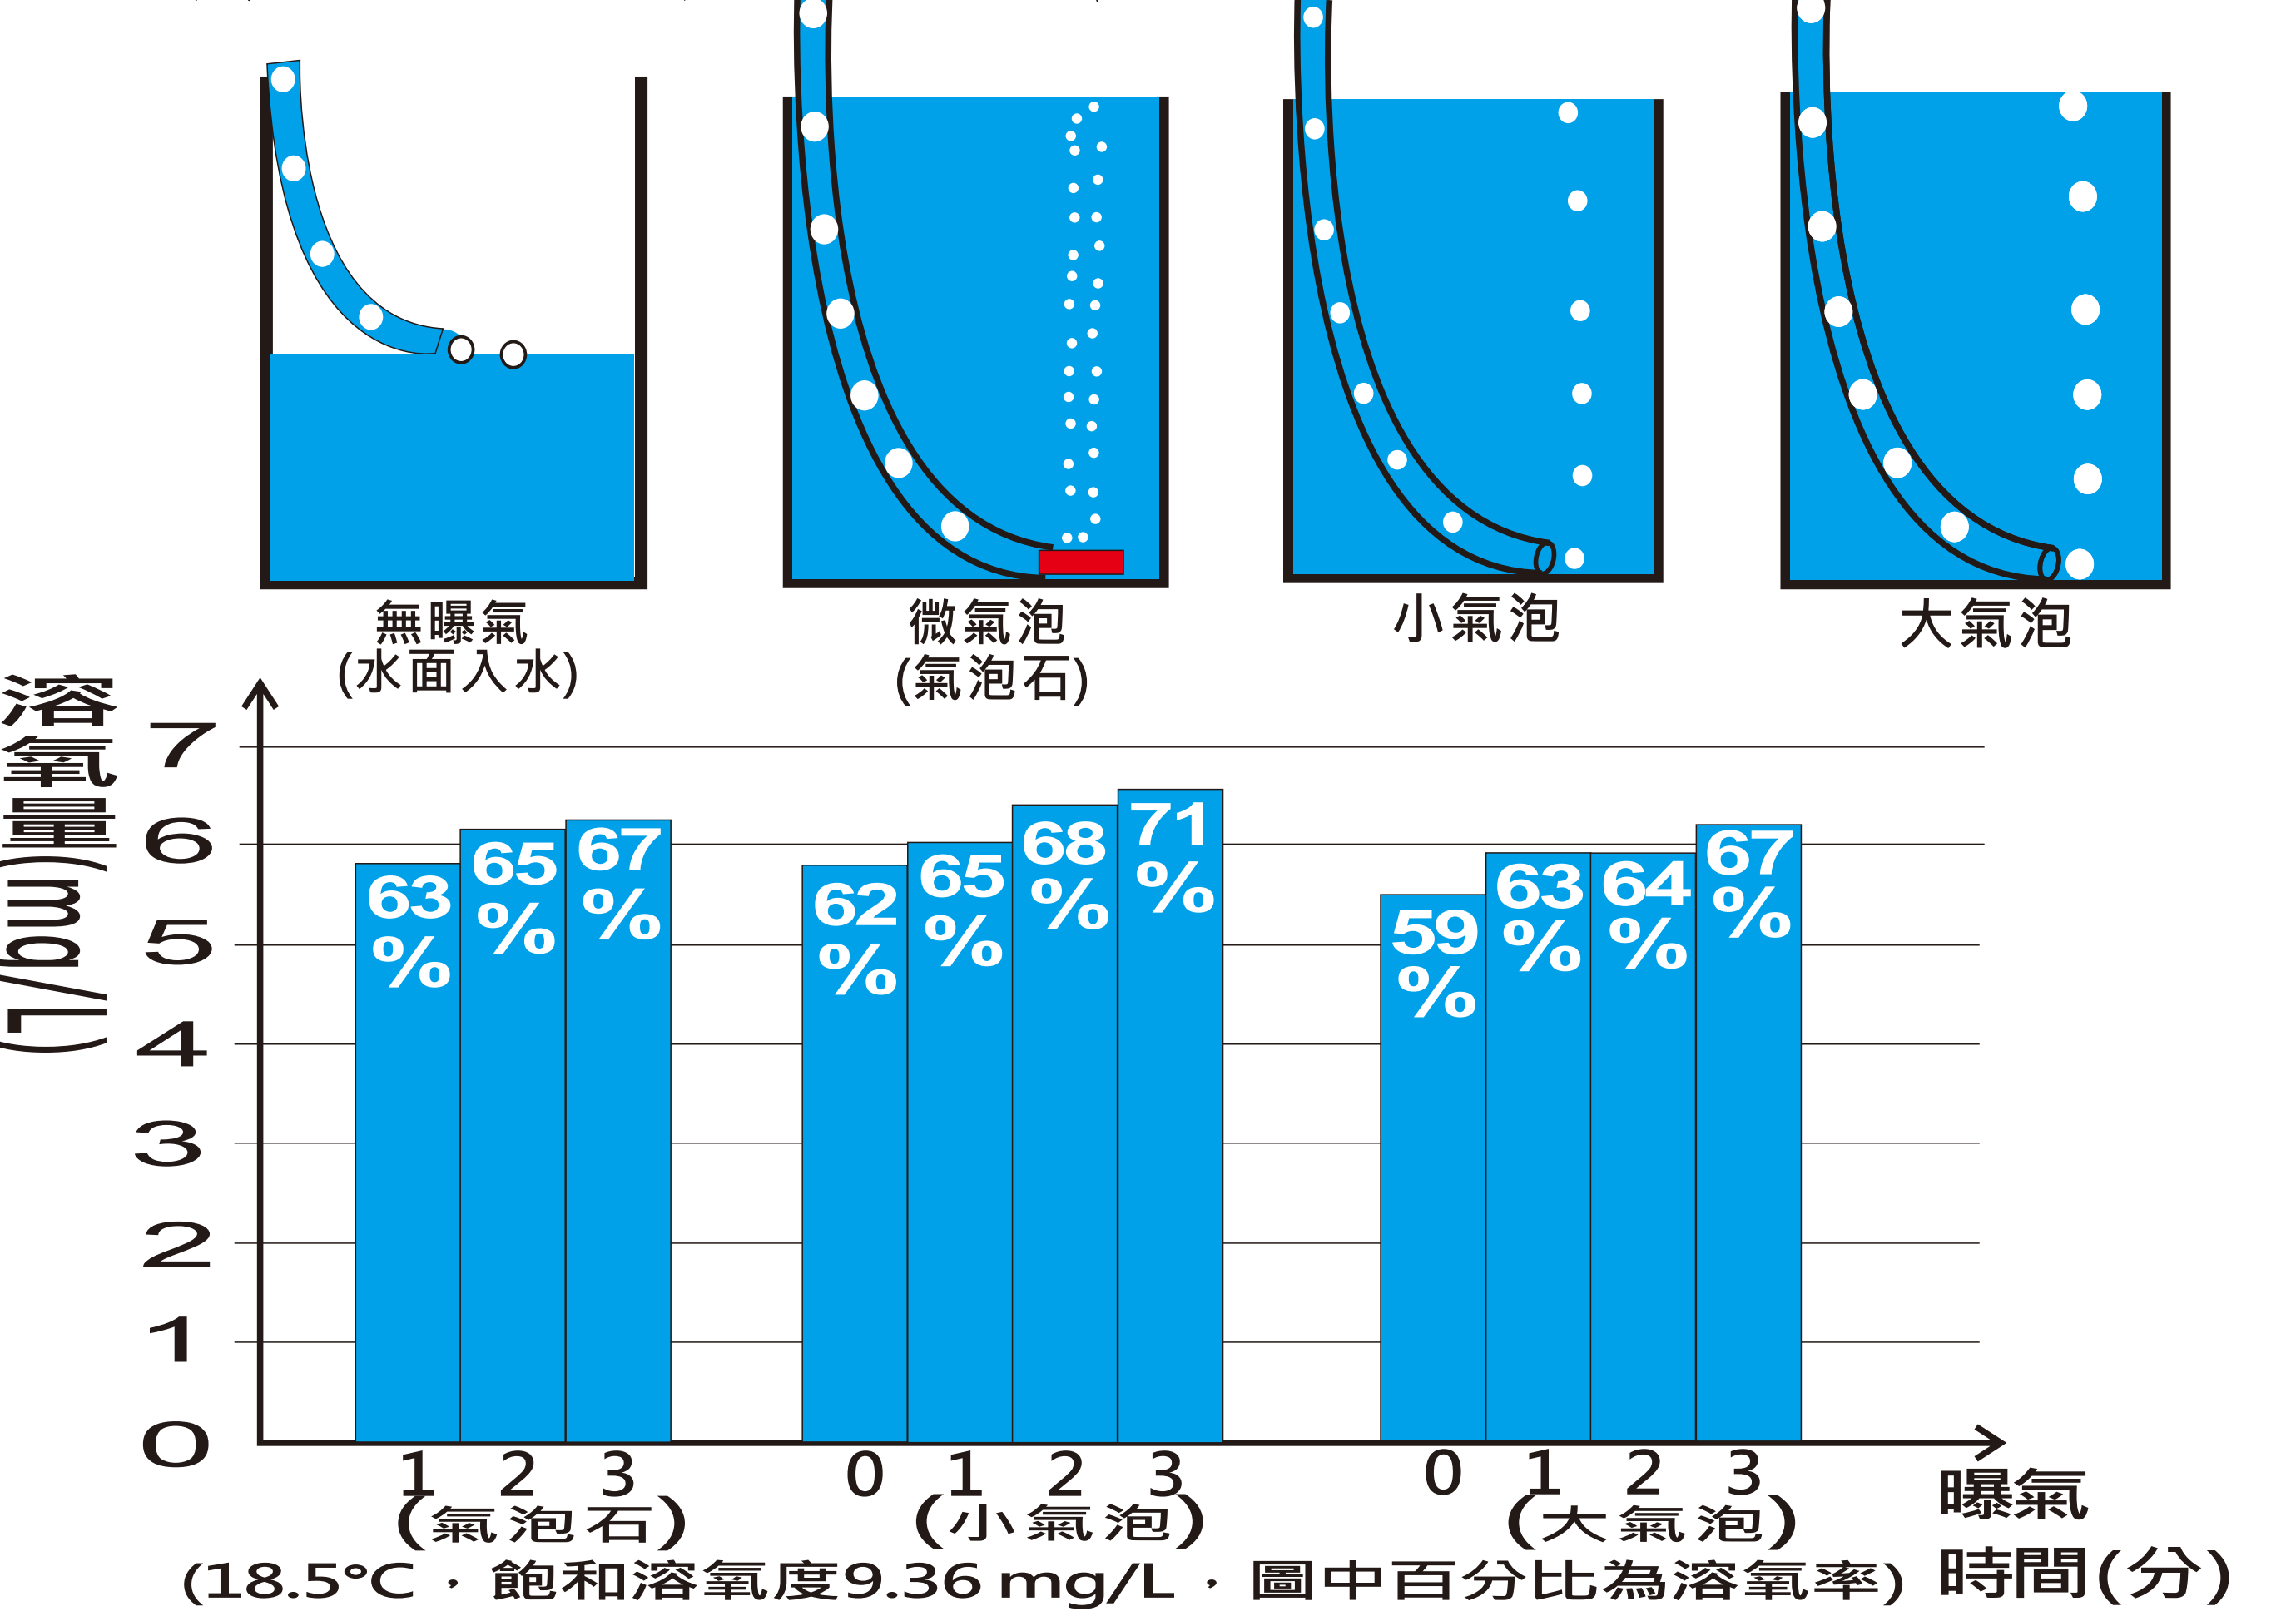 無曝氣
(水面入水)
微氣泡
(氣泡石)
小氣泡
大氣泡
溶氧量(mg/L)
7
6
5
4
3
2
1
0
63%
65%
67%
62%
65%
68%
71%
59%
63%
64%
67%
1 2 3
0 1 2 3
0 1 2 3
(氣泡石)
(小氣泡)
(大氣泡)
曝氣
時間(分)
(18.5°C，飽和溶氧度9.36mg/L，圖中百分比為溶氧率)